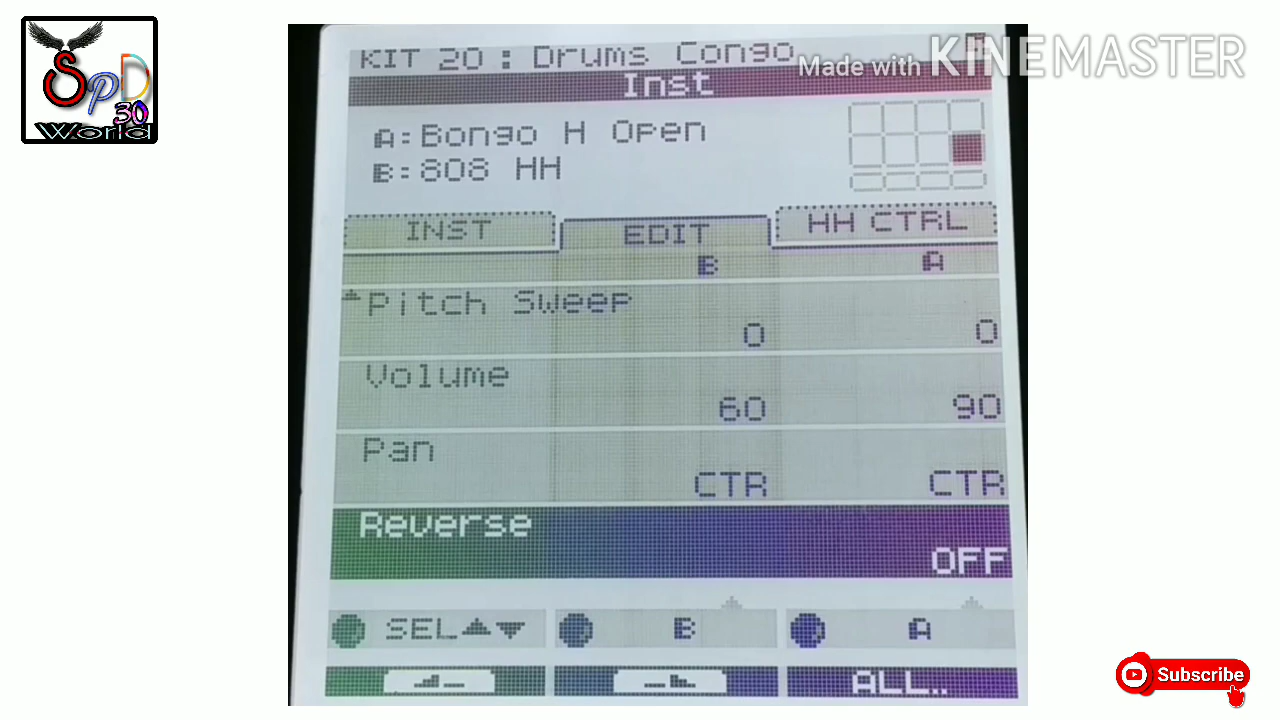 SPD
30
World
Made with KINEMASTER
KIT 20 : Drums Congo
Inst
A:Bongo H Open
B:808 HH
INST EDIT HH CTRL
B A
Pitch Sweep
0 0
Volume
60 90
Pan
CTR CTR
Reverse
OFF
SEL▲▼ B A
ALL..
Subscribe